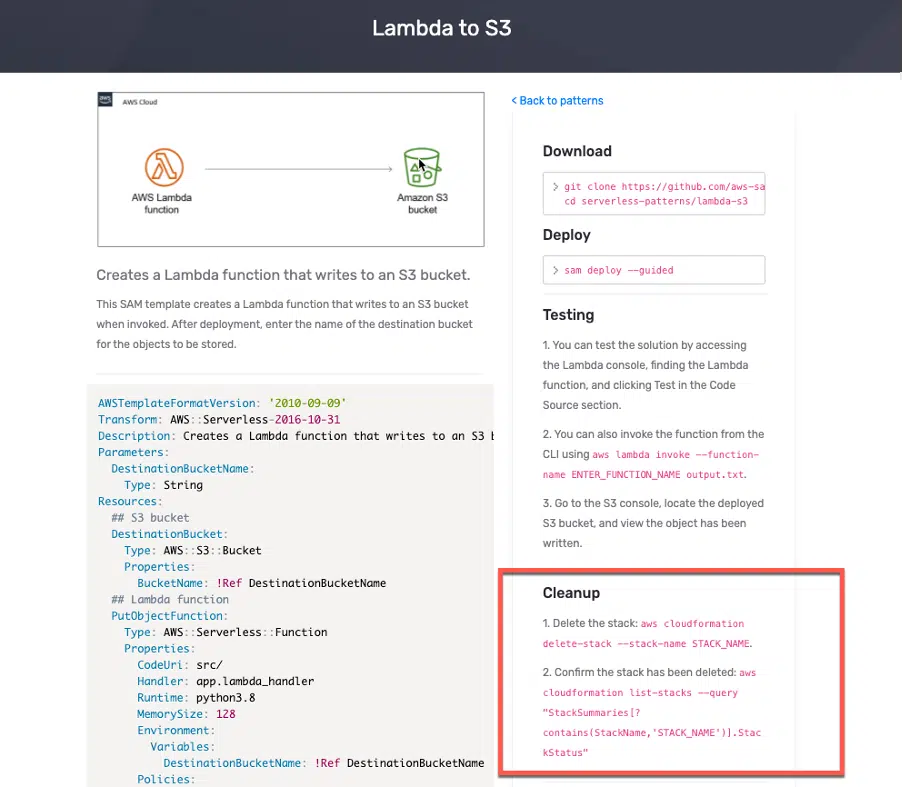 Lambda to S3
aws
AWS Cloud
AWS Lambda
function
Amazon S3
bucket
Creates a Lambda function that writes to an S3 bucket.
This SAM template creates a Lambda function that writes to an S3 bucket
when invoked. After deployment, enter the name of the destination bucket
for the objects to be stored.
AWSTemplateFormatVersion: '2010-09-09'
Transform: AWS::Serverless-2016-10-31
Description: Creates a Lambda function that writes to an S3 b
Parameters:
DestinationBucketName:
Type: String
Resources:
## S3 bucket
DestinationBucket:
Type: AWS::S3::Bucket
Properties:
BucketName: !Ref DestinationBucketName
## Lambda function
PutObjectFunction:
Type: AWS::Serverless::Function
Properties:
CodeUri: src/
Handler: app.lambda_handler
Runtime: python3.8
MemorySize: 128
Environment:
Variables:
DestinationBucketName: !Ref DestinationBucketName
Policies:
< Back to patterns
Download
> git clone https://github.com/aws-sa
cd serverless-patterns/lambda-s3
Deploy
> sam deploy --guided
Testing
1. You can test the solution by accessing
the Lambda console, finding the Lambda
function, and clicking Test in the Code
Source section.
2. You can also invoke the function from the
CLI using aws lambda invoke --function-
name ENTER_FUNCTION_NAME output.txt.
3. Go to the S3 console, locate the deployed
S3 bucket, and view the object has been
written.
Cleanup
1. Delete the stack: aws cloudformation
delete-stack --stack-name STACK_NAME.
2. Confirm the stack has been deleted: aws
cloudformation list-stacks --query
"StackSummaries[?
contains(StackName,'STACK_NAME')].Stac
kStatus"